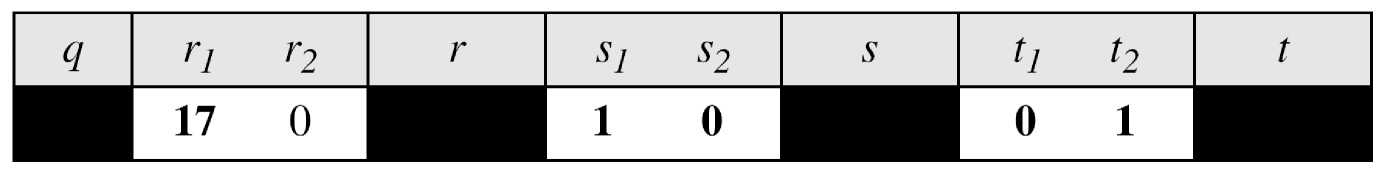 q r₁ r₂ r s₁ s₂ s t₁ t₂ t
17 0 1 0 0 1